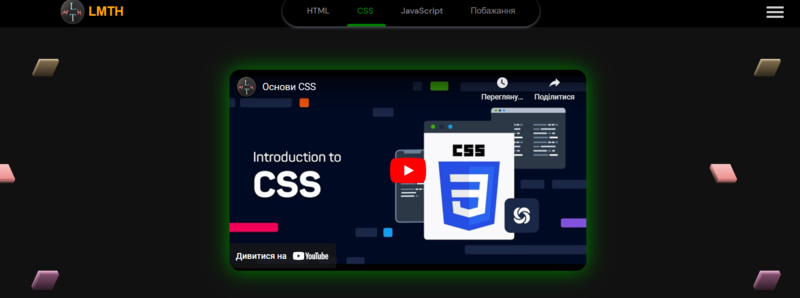 LMTH
HTML
CSS
JavaScript
Побажання
Основи CSS
Перегляну...
Поділитися
Introduction to
CSS
CSS
Дивитися на YouTube